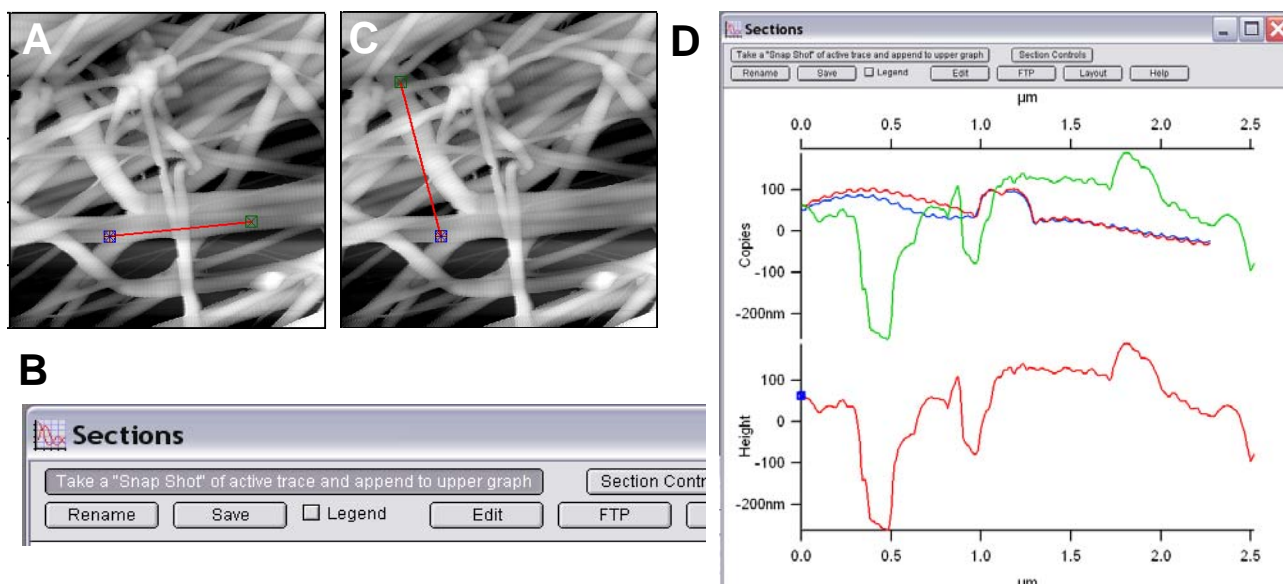 A
C
B
Sections
Take a "Snap Shot" of active trace and append to upper graph
Section Contr
Rename
Save
Legend
Edit
FTP
D
Sections
Take a "Snap Shot" of active trace and append to upper graph
Section Controls
Rename
Save
Legend
Edit
FTP
Layout
Help
µm
0.0 0.5 1.0 1.5 2.0 2.5
100
0
-100
-200nm
Copies
100
0
-100
-200nm
Height
0.0 0.5 1.0 1.5 2.0 2.5
µm